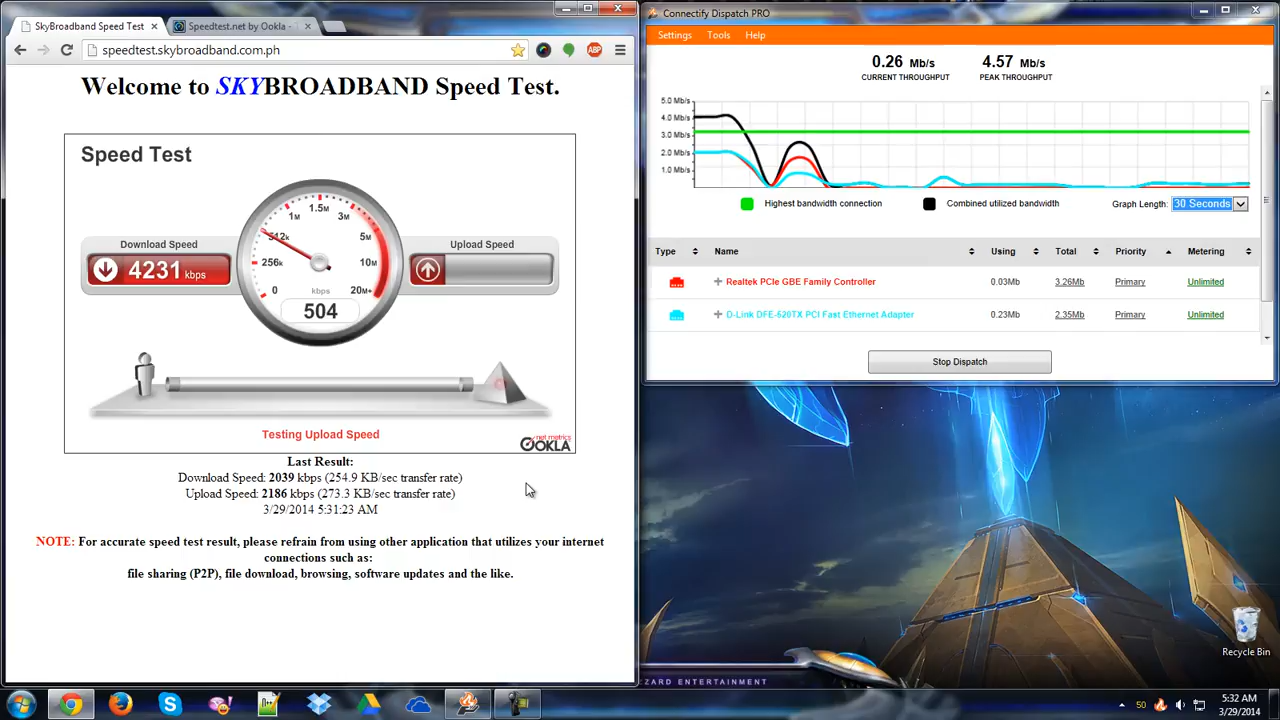 SkyBroadband Speed Test
Speedtest.net by Ookla -
speedtest.skybroadband.com.ph
ABP
Welcome to SKYBROADBAND Speed Test.
Speed Test
Download Speed
4231 kbps
Upload Speed
0
256k
512k
1M
1.5M
3M
5M
10M
20M+
kbps
504
Testing Upload Speed
net metrics
OOKLA
Last Result:
Download Speed: 2039 kbps (254.9 KB/sec transfer rate)
Upload Speed: 2186 kbps (273.3 KB/sec transfer rate)
3/29/2014 5:31:23 AM
NOTE: For accurate speed test result, please refrain from using other application that utilizes your internet
connections such as:
file sharing (P2P), file download, browsing, software updates and the like.
Connectify Dispatch PRO
Settings Tools Help
0.26 Mb/s 4.57 Mb/s
CURRENT THROUGHPUT PEAK THROUGHPUT
5.0 Mb/s
4.0 Mb/s
3.0 Mb/s
2.0 Mb/s
1.0 Mb/s
Highest bandwidth connection Combined utilized bandwidth Graph Length: 30 Seconds
Type Name Using Total Priority Metering
Realtek PCIe GBE Family Controller 0.03Mb 3.26Mb Primary Unlimited
D-Link DFE-520TX PCI Fast Ethernet Adapter 0.23Mb 2.35Mb Primary Unlimited
Stop Dispatch
Recycle Bin
ZZARD ENTERTAINMENT
50
5:32 AM
3/29/2014